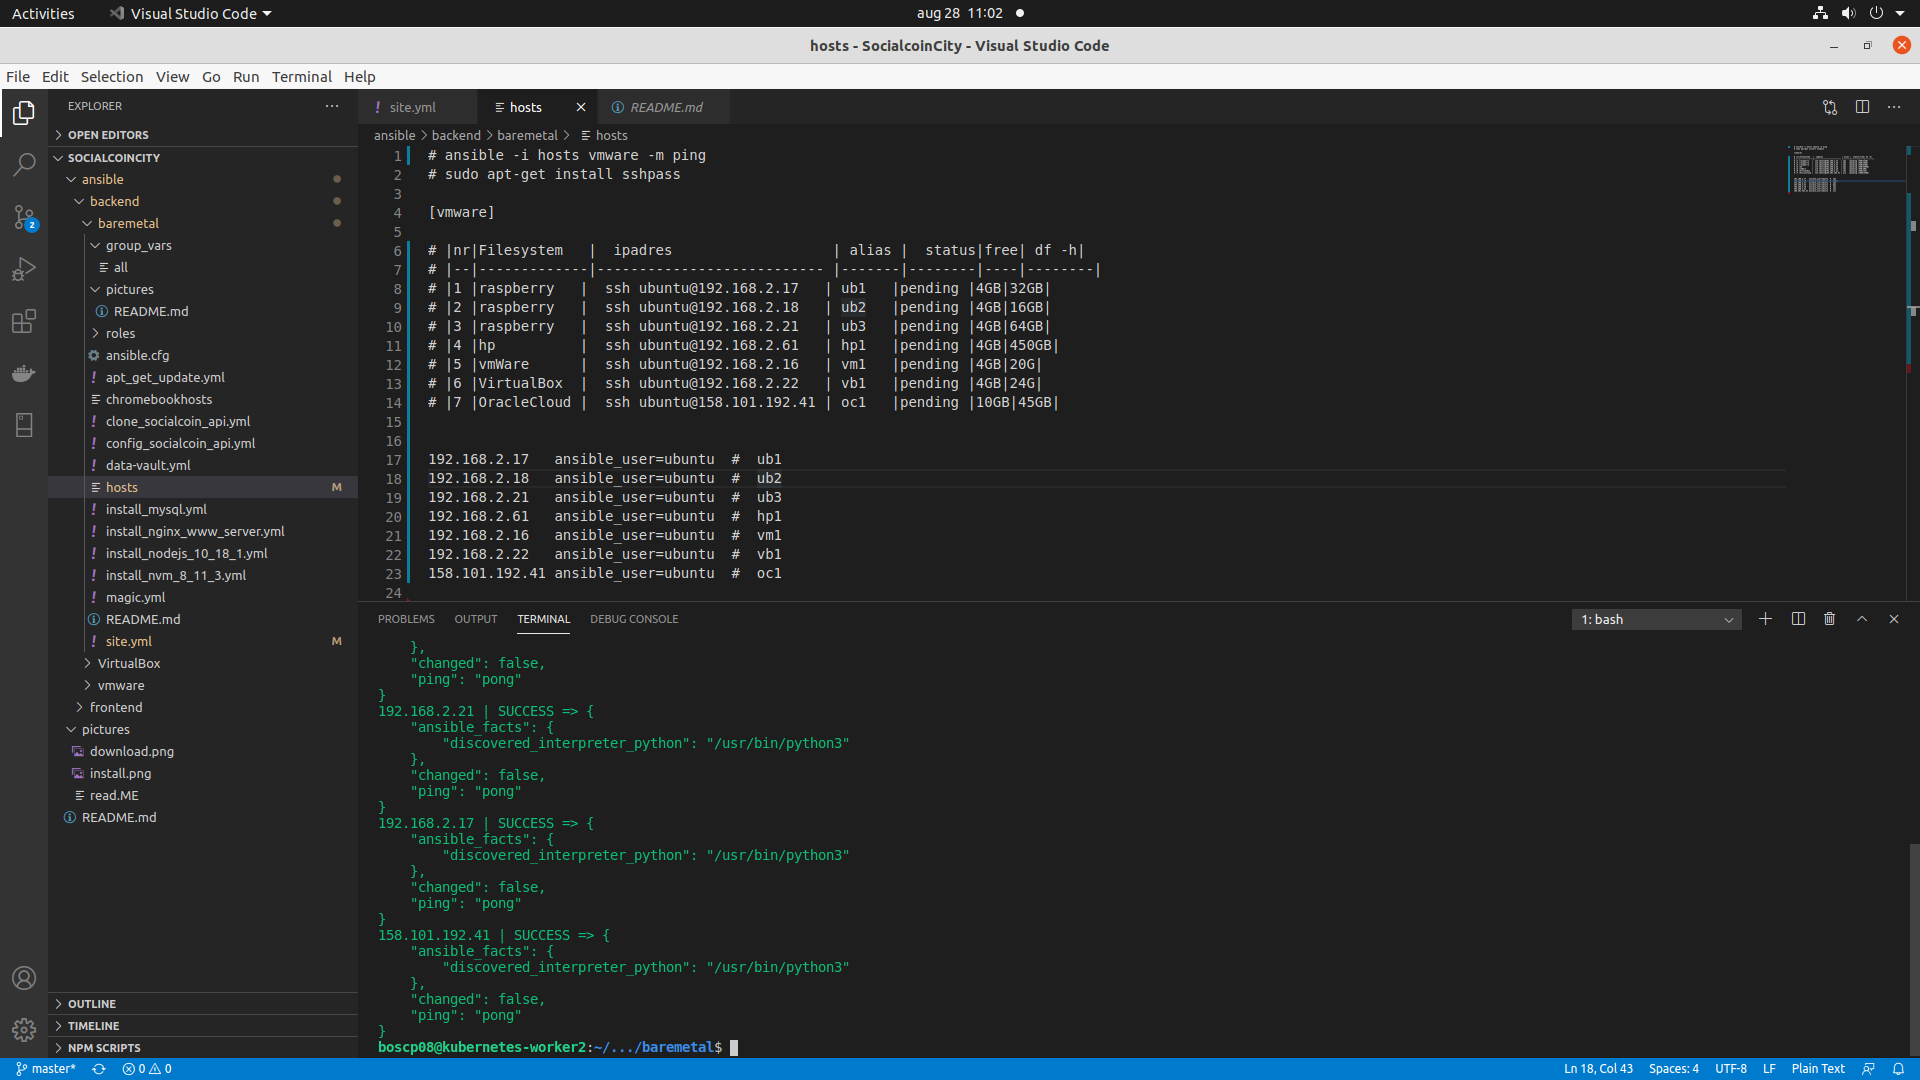 Activities Visual Studio Code aug 28 11:02
hosts - SocialcoinCity - Visual Studio Code
File Edit Selection View Go Run Terminal Help
EXPLORER
OPEN EDITORS
SOCIALCOINCITY
ansible
backend
baremetal
group_vars
all
pictures
README.md
roles
ansible.cfg
apt_get_update.yml
chromebookhosts
clone_socialcoin_api.yml
config_socialcoin_api.yml
data-vault.yml
hosts M
install_mysql.yml
install_nginx_www_server.yml
install_nodejs_10_18_1.yml
install_nvm_8_11_3.yml
magic.yml
README.md
site.yml M
VirtualBox
vmware
frontend
pictures
download.png
install.png
read.ME
README.md
OUTLINE
TIMELINE
NPM SCRIPTS
2
site.yml hosts README.md
ansible > backend > baremetal > hosts
1 # ansible -i hosts vmware -m ping
2 # sudo apt-get install sshpass
3
4 [vmware]
5
6 # |nr|Filesystem   |  ipadres                   | alias |  status|free| df -h|
7 # |--|-------------|--------------------------- |-------|--------|----|--------|
8 # |1 |raspberry   |  ssh ubuntu@192.168.2.17   | ub1   |pending |4GB|32GB|
9 # |2 |raspberry   |  ssh ubuntu@192.168.2.18   | ub2   |pending |4GB|16GB|
10 # |3 |raspberry   |  ssh ubuntu@192.168.2.21   | ub3   |pending |4GB|64GB|
11 # |4 |hp          |  ssh ubuntu@192.168.2.61   | hp1   |pending |4GB|450GB|
12 # |5 |vmWare      |  ssh ubuntu@192.168.2.16   | vm1   |pending |4GB|20G|
13 # |6 |VirtualBox  |  ssh ubuntu@192.168.2.22   | vb1   |pending |4GB|24G|
14 # |7 |OracleCloud |  ssh ubuntu@158.101.192.41 | oc1   |pending |10GB|45GB|
15
16
17 192.168.2.17   ansible_user=ubuntu  #  ub1
18 192.168.2.18   ansible_user=ubuntu  #  ub2
19 192.168.2.21   ansible_user=ubuntu  #  ub3
20 192.168.2.61   ansible_user=ubuntu  #  hp1
21 192.168.2.16   ansible_user=ubuntu  #  vm1
22 192.168.2.22   ansible_user=ubuntu  #  vb1
23 158.101.192.41 ansible_user=ubuntu  #  oc1
24
PROBLEMS OUTPUT TERMINAL DEBUG CONSOLE 1: bash
    },
    "changed": false,
    "ping": "pong"
}
192.168.2.21 | SUCCESS => {
    "ansible_facts": {
        "discovered_interpreter_python": "/usr/bin/python3"
    },
    "changed": false,
    "ping": "pong"
}
192.168.2.17 | SUCCESS => {
    "ansible_facts": {
        "discovered_interpreter_python": "/usr/bin/python3"
    },
    "changed": false,
    "ping": "pong"
}
158.101.192.41 | SUCCESS => {
    "ansible_facts": {
        "discovered_interpreter_python": "/usr/bin/python3"
    },
    "changed": false,
    "ping": "pong"
}
boscp08@kubernetes-worker2:~/.../baremetal$
master* 0 0 Ln 18, Col 43 Spaces: 4 UTF-8 LF Plain Text